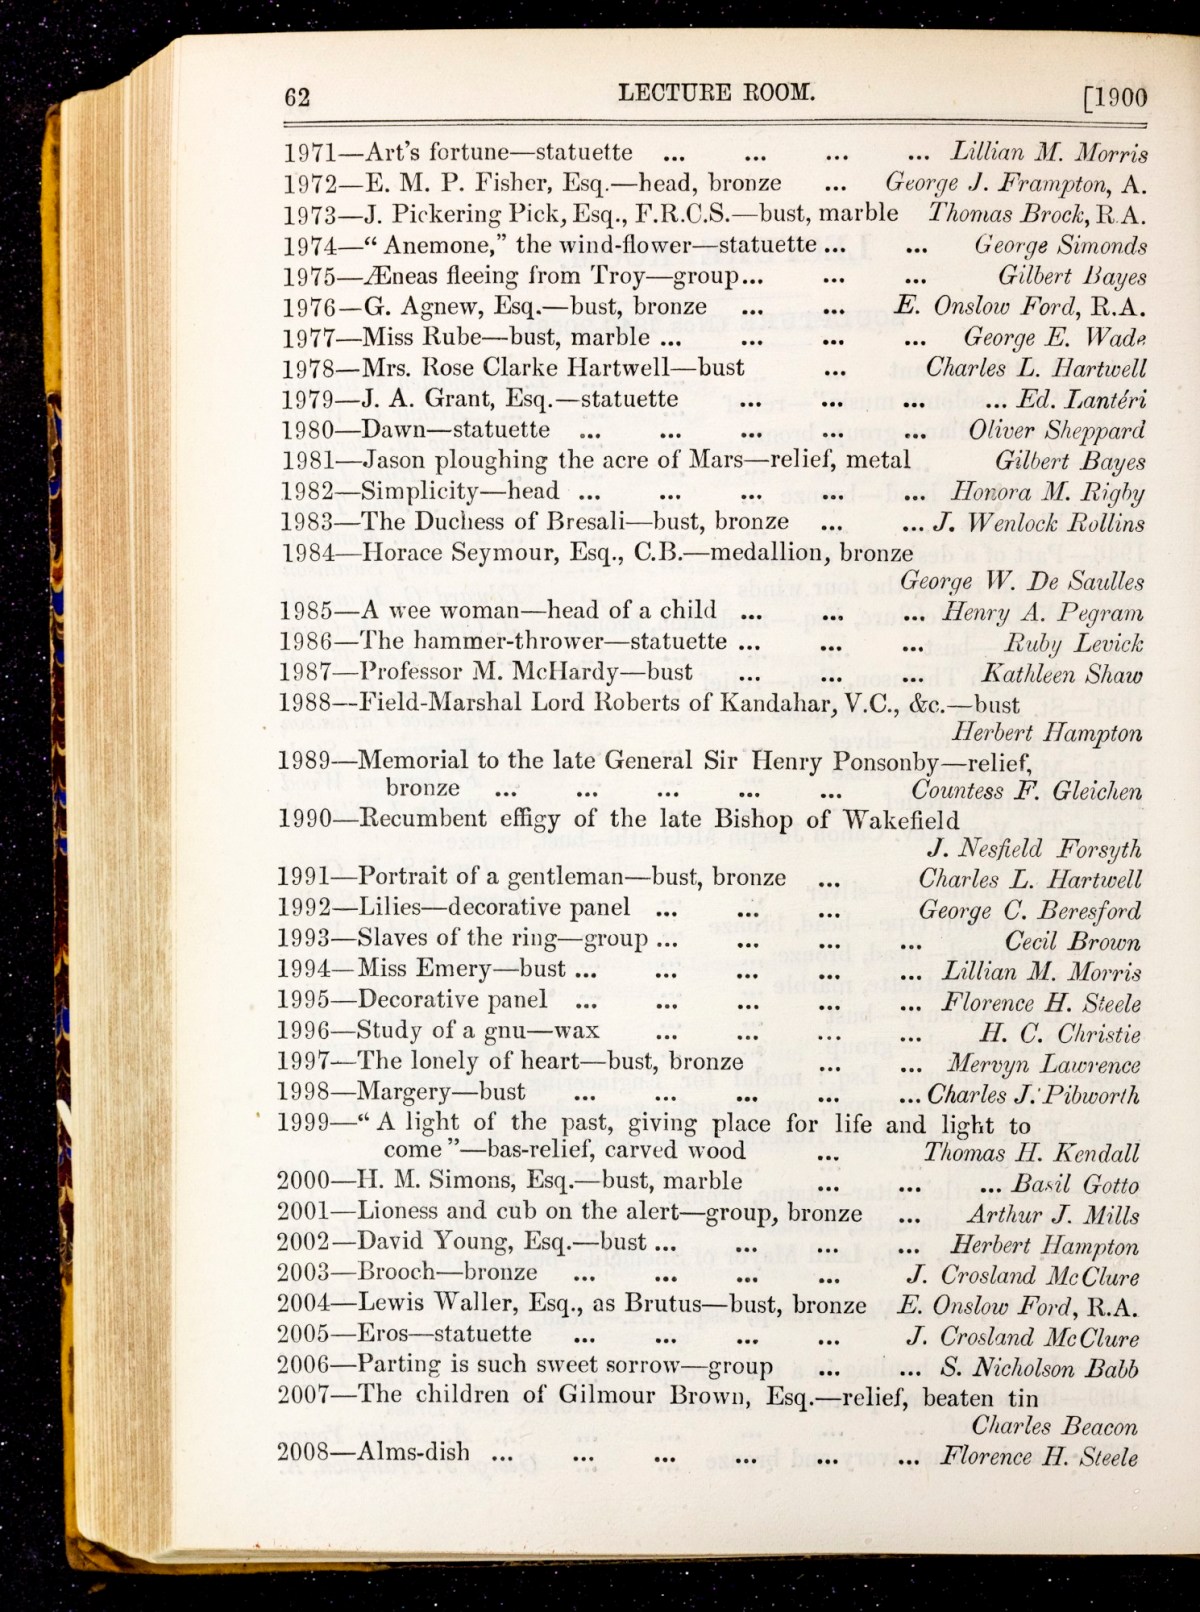 62 LECTURE ROOM. [1900
1971—Art's fortune—statuette ... ... ... ... Lillian M. Morris
1972—E. M. P. Fisher, Esq.—head, bronze ... George J. Frampton, A.
1973—J. Pickering Pick, Esq., F.R.C.S.—bust, marble Thomas Brock, R.A.
1974—“ Anemone,” the wind-flower—statuette ... ... George Simonds
1975—Æneas fleeing from Troy—group... ... ... Gilbert Bayes
1976—G. Agnew, Esq.—bust, bronze ... ... E. Onslow Ford, R.A.
1977—Miss Rube—bust, marble ... ... ... ... George E. Wade
1978—Mrs. Rose Clarke Hartwell—bust ... Charles L. Hartwell
1979—J. A. Grant, Esq.—statuette ... ... ... ... Ed. Lantéri
1980—Dawn—statuette ... ... ... ... ... Oliver Sheppard
1981—Jason ploughing the acre of Mars—relief, metal Gilbert Bayes
1982—Simplicity—head ... ... ... ... ... Honora M. Rigby
1983—The Duchess of Bresali—bust, bronze ... ... J. Wenlock Rollins
1984—Horace Seymour, Esq., C.B.—medallion, bronze
George W. De Saulles
1985—A wee woman—head of a child ... ... ... Henry A. Pegram
1986—The hammer-thrower—statuette ... ... ... Ruby Levick
1987—Professor M. McHardy—bust ... ... ... Kathleen Shaw
1988—Field-Marshal Lord Roberts of Kandahar, V.C., &c.—bust
Herbert Hampton
1989—Memorial to the late General Sir Henry Ponsonby—relief,
bronze ... ... ... ... ... Countess F. Gleichen
1990—Recumbent effigy of the late Bishop of Wakefield
J. Nesfield Forsyth
1991—Portrait of a gentleman—bust, bronze ... Charles L. Hartwell
1992—Lilies—decorative panel ... ... ... George C. Beresford
1993—Slaves of the ring—group ... ... ... ... Cecil Brown
1994—Miss Emery—bust ... ... ... ... ... Lillian M. Morris
1995—Decorative panel ... ... ... ... ... Florence H. Steele
1996—Study of a gnu—wax ... ... ... ... H. C. Christie
1997—The lonely of heart—bust, bronze ... ... Mervyn Lawrence
1998—Margery—bust ... ... ... ... ... Charles J. Pibworth
1999—“ A light of the past, giving place for life and light to
come ”—bas-relief, carved wood ... Thomas H. Kendall
2000—H. M. Simons, Esq.—bust, marble ... ... ... Basil Gotto
2001—Lioness and cub on the alert—group, bronze ... Arthur J. Mills
2002—David Young, Esq.—bust ... ... ... ... Herbert Hampton
2003—Brooch—bronze ... ... ... ... J. Crosland McClure
2004—Lewis Waller, Esq., as Brutus—bust, bronze E. Onslow Ford, R.A.
2005—Eros—statuette ... ... ... ... J. Crosland McClure
2006—Parting is such sweet sorrow—group ... ... S. Nicholson Babb
2007—The children of Gilmour Brown, Esq.—relief, beaten tin
Charles Beacon
2008—Alms-dish ... ... ... ... ... ... Florence H. Steele